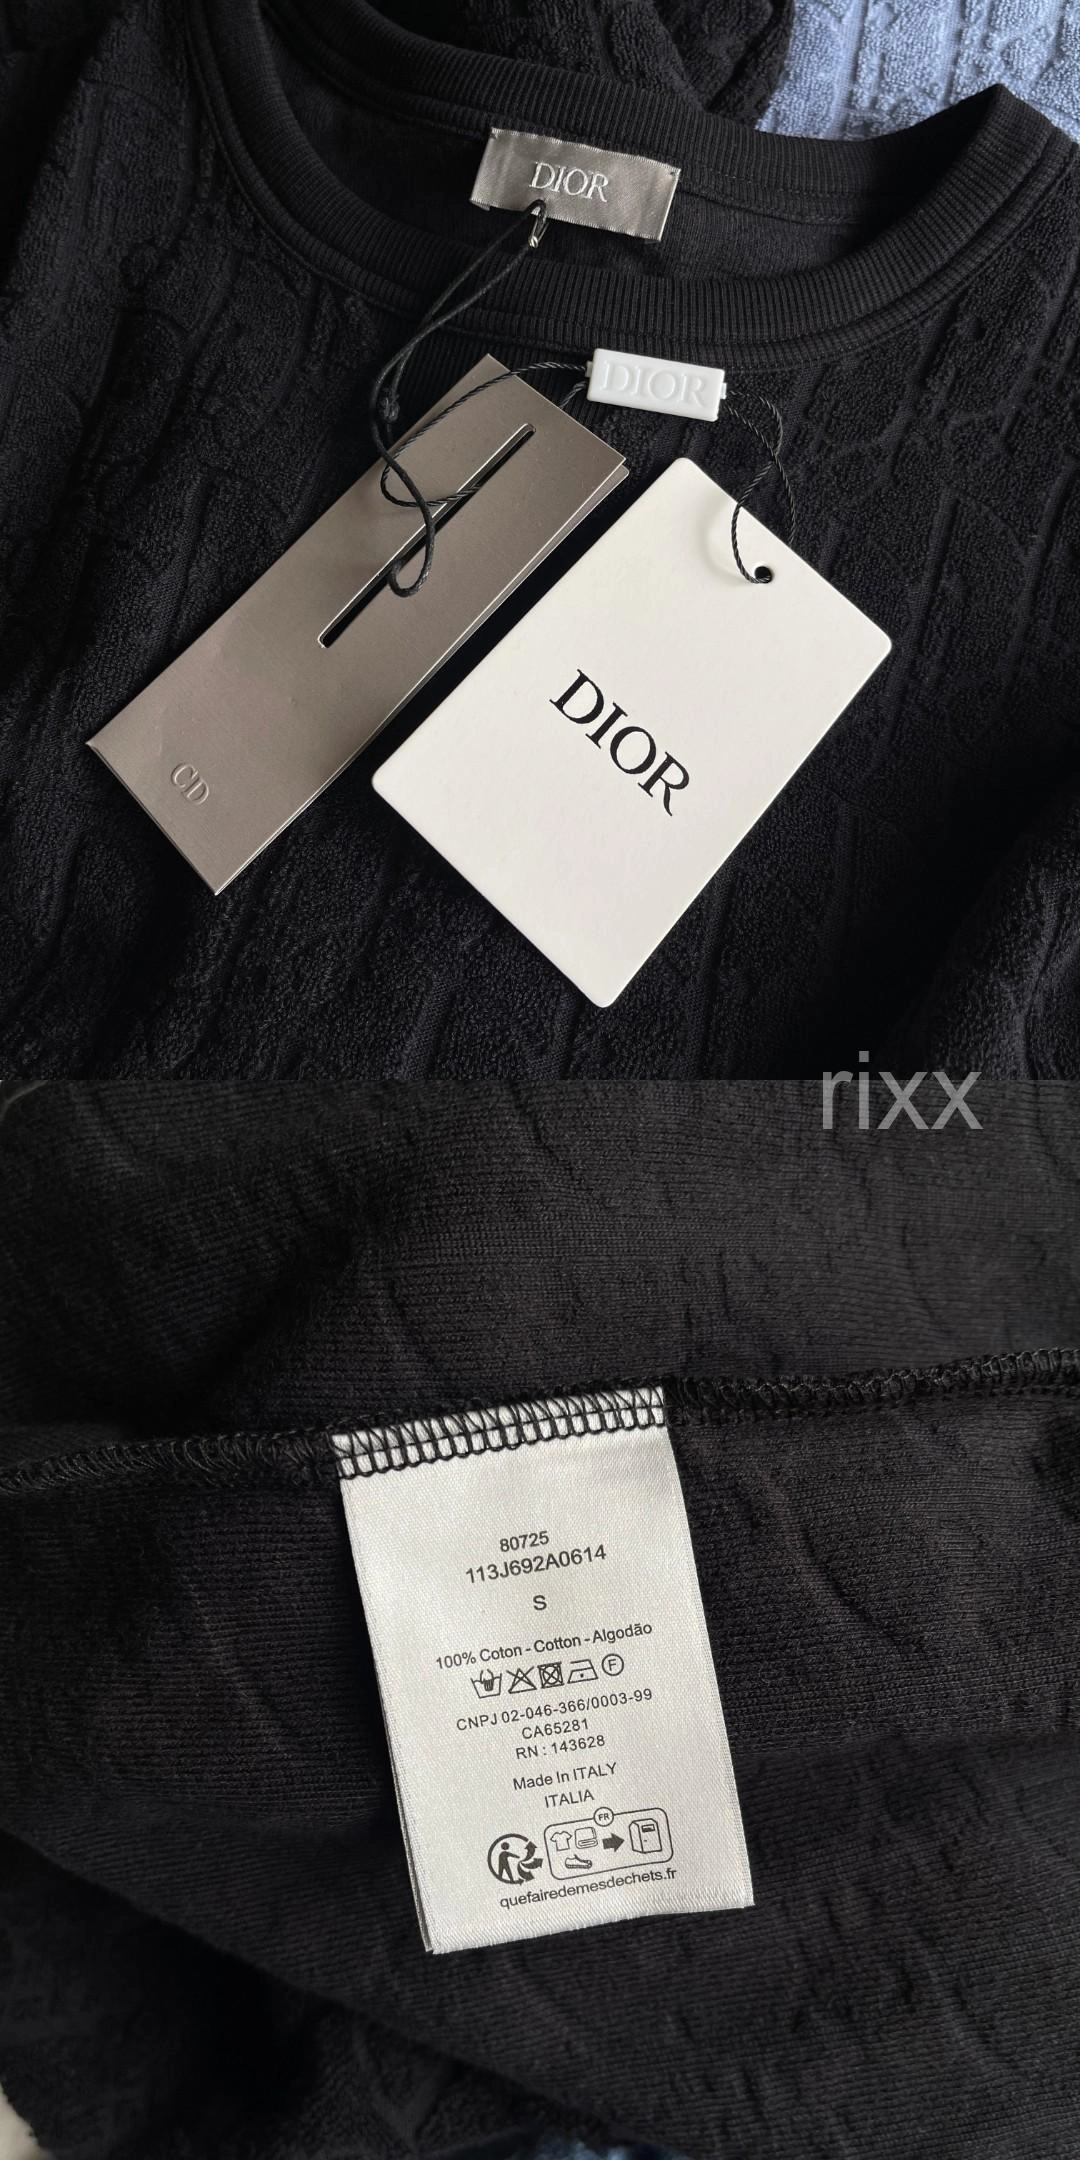 DIOR
DIOR
CD
DIOR
rixx
80725
113J692A0614
S
100% Coton - Cotton - Algodão
F
CNPJ 02-046-366/0003-99
CA65281
RN : 143628
Made In ITALY
ITALIA
FR
quefairedemesdechets.fr